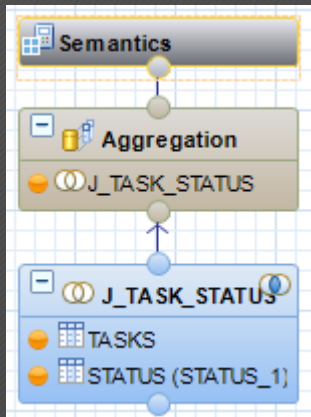 Semantics
Aggregation
J_TASK_STATUS
J_TASK_STATUS
TASKS
STATUS (STATUS_1)